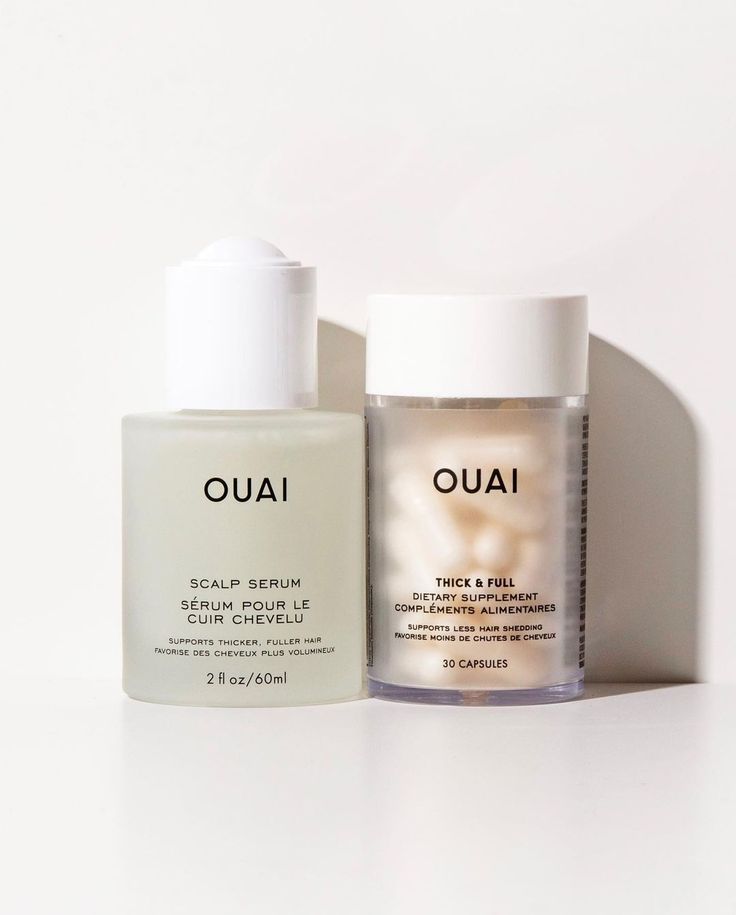 OUAI
SCALP SERUM
SÉRUM POUR LE
CUIR CHEVELU
SUPPORTS THICKER, FULLER HAIR
FAVORISE DES CHEVEUX PLUS VOLUMINEUX
2 fl oz/60ml
OUAI
THICK & FULL
DIETARY SUPPLEMENT
COMPLÉMENTS ALIMENTAIRES
SUPPORTS LESS HAIR SHEDDING
FAVORISE MOINS DE CHUTES DE CHEVEUX
30 CAPSULES